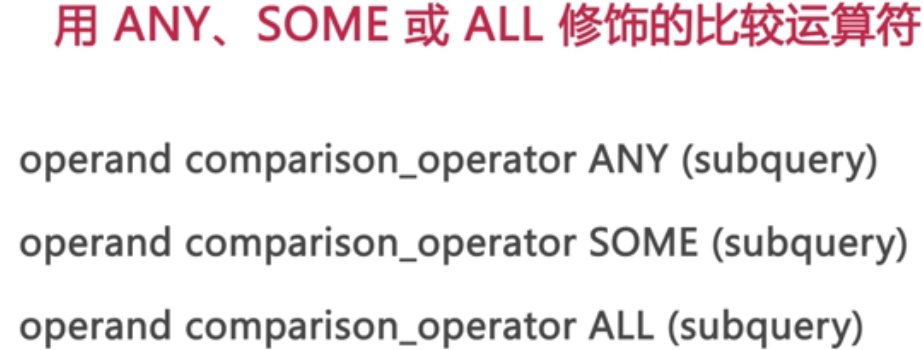 用 ANY、SOME 或 ALL 修饰的比较运算符
operand comparison_operator ANY (subquery)
operand comparison_operator SOME (subquery)
operand comparison_operator ALL (subquery)